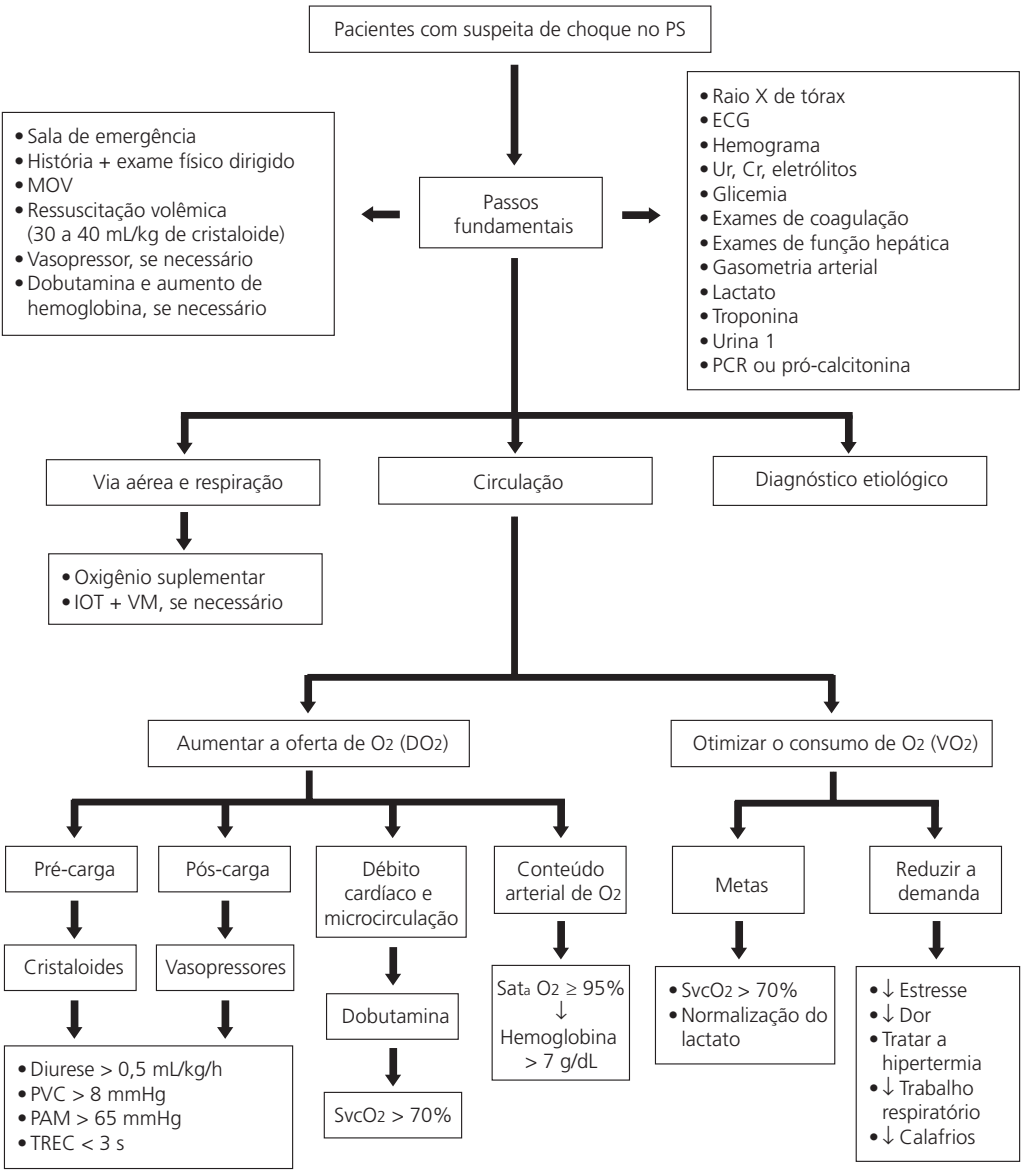 Pacientes com suspeita de choque no PS
• Sala de emergência
• História + exame físico dirigido
• MOV
• Ressuscitação volêmica
(30 a 40 mL/kg de cristaloide)
• Vasopressor, se necessário
• Dobutamina e aumento de
hemoglobina, se necessário
Passos
fundamentais
• Raio X de tórax
• ECG
• Hemograma
• Ur, Cr, eletrólitos
• Glicemia
• Exames de coagulação
• Exames de função hepática
• Gasometria arterial
• Lactato
• Troponina
• Urina 1
• PCR ou pró-calcitonina
Via aérea e respiração
Circulação
Diagnóstico etiológico
• Oxigênio suplementar
• IOT + VM, se necessário
Aumentar a oferta de O2 (DO2)
Otimizar o consumo de O2 (VO2)
Pré-carga
Pós-carga
Débito
cardíaco e
microcirculação
Conteúdo
arterial de O2
Metas
Reduzir a
demanda
Cristaloides
Vasopressores
Dobutamina
Sata O2 ≥ 95%
↓
Hemoglobina
> 7 g/dL
• SvcO2 > 70%
• Normalização do
lactato
• ↓ Estresse
• ↓ Dor
• Tratar a
hipertermia
• ↓ Trabalho
respiratório
• ↓ Calafrios
• Diurese > 0,5 mL/kg/h
• PVC > 8 mmHg
• PAM > 65 mmHg
• TREC < 3 s
SvcO2 > 70%